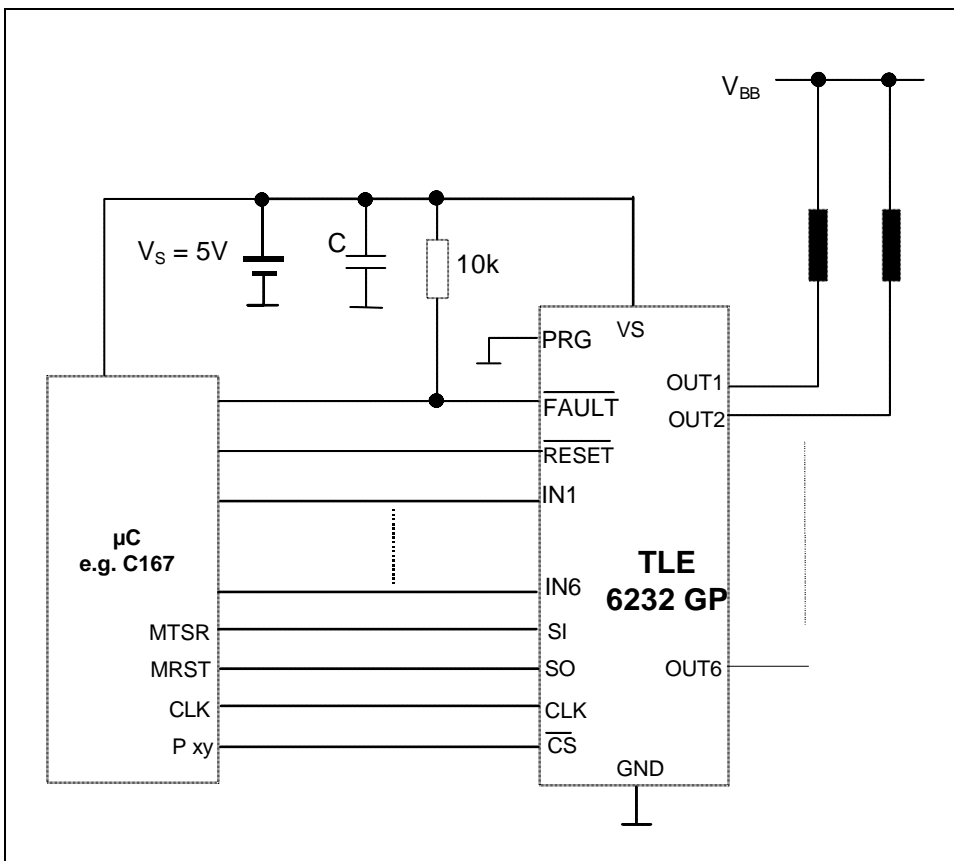 V_BB
V_S = 5V
C
10k
VS
PRG
OUT1
FAULT
OUT2
RESET
IN1
µC
e.g. C167
TLE
6232 GP
IN6
MTSR
SI
MRST
SO
OUT6
CLK
CLK
P xy
CS
GND